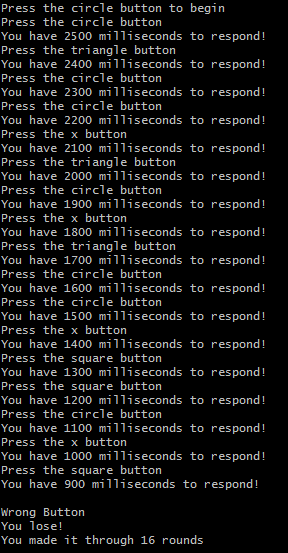 Press the circle button to begin
Press the circle button
You have 2500 milliseconds to respond!
Press the triangle button
You have 2400 milliseconds to respond!
Press the circle button
You have 2300 milliseconds to respond!
Press the circle button
You have 2200 milliseconds to respond!
Press the x button
You have 2100 milliseconds to respond!
Press the triangle button
You have 2000 milliseconds to respond!
Press the circle button
You have 1900 milliseconds to respond!
Press the x button
You have 1800 milliseconds to respond!
Press the triangle button
You have 1700 milliseconds to respond!
Press the circle button
You have 1600 milliseconds to respond!
Press the circle button
You have 1500 milliseconds to respond!
Press the x button
You have 1400 milliseconds to respond!
Press the square button
You have 1300 milliseconds to respond!
Press the square button
You have 1200 milliseconds to respond!
Press the circle button
You have 1100 milliseconds to respond!
Press the x button
You have 1000 milliseconds to respond!
Press the square button
You have 900 milliseconds to respond!

Wrong Button
You lose!
You made it through 16 rounds